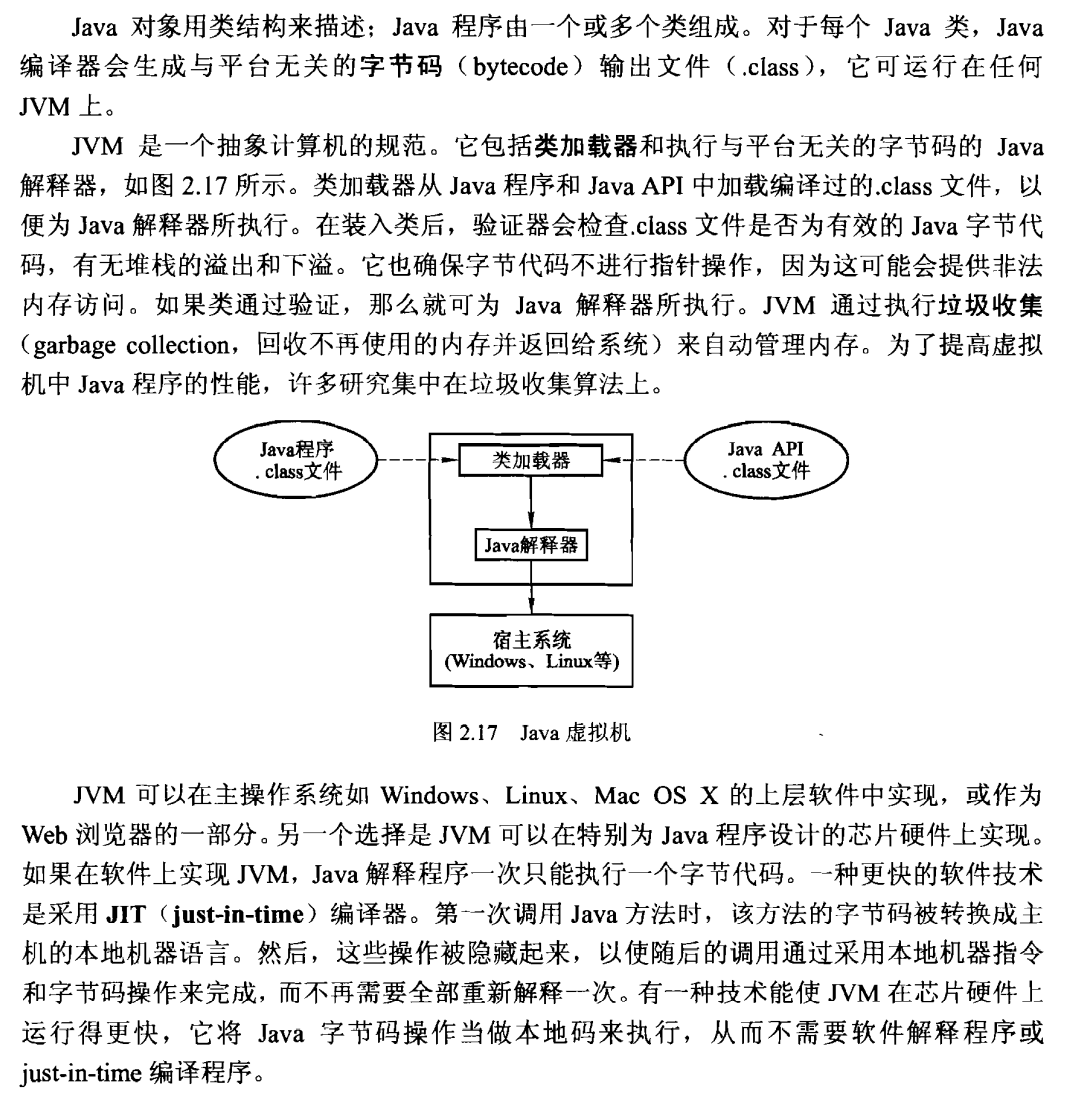 Java 对象用类结构来描述；Java 程序由一个或多个类组成。对于每个 Java 类，Java
编译器会生成与平台无关的字节码（bytecode）输出文件（.class），它可运行在任何
JVM 上。
JVM 是一个抽象计算机的规范。它包括类加载器和执行与平台无关的字节码的 Java
解释器，如图 2.17 所示。类加载器从 Java 程序和 Java API 中加载编译过的.class 文件，以
便为 Java 解释器所执行。在装入类后，验证器会检查.class 文件是否为有效的 Java 字节代
码，有无堆栈的溢出和下溢。它也确保字节代码不进行指针操作，因为这可能会提供非法
内存访问。如果类通过验证，那么就可为 Java 解释器所执行。JVM 通过执行垃圾收集
（garbage collection，回收不再使用的内存并返回给系统）来自动管理内存。为了提高虚拟
机中 Java 程序的性能，许多研究集中在垃圾收集算法上。
Java程序
.class文件
类加载器
Java API
.class文件
Java解释器
宿主系统
(Windows、Linux等)
图 2.17 Java 虚拟机
JVM 可以在主操作系统如 Windows、Linux、Mac OS X 的上层软件中实现，或作为
Web 浏览器的一部分。另一个选择是 JVM 可以在特别为 Java 程序设计的芯片硬件上实现。
如果在软件上实现 JVM，Java 解释程序一次只能执行一个字节代码。一种更快的软件技术
是采用 JIT（just-in-time）编译器。第一次调用 Java 方法时，该方法的字节码被转换成主
机的本地机器语言。然后，这些操作被隐藏起来，以使随后的调用通过采用本地机器指令
和字节码操作来完成，而不再需要全部重新解释一次。有一种技术能使 JVM 在芯片硬件上
运行得更快，它将 Java 字节码操作当做本地码来执行，从而不需要软件解释程序或
just-in-time 编译程序。